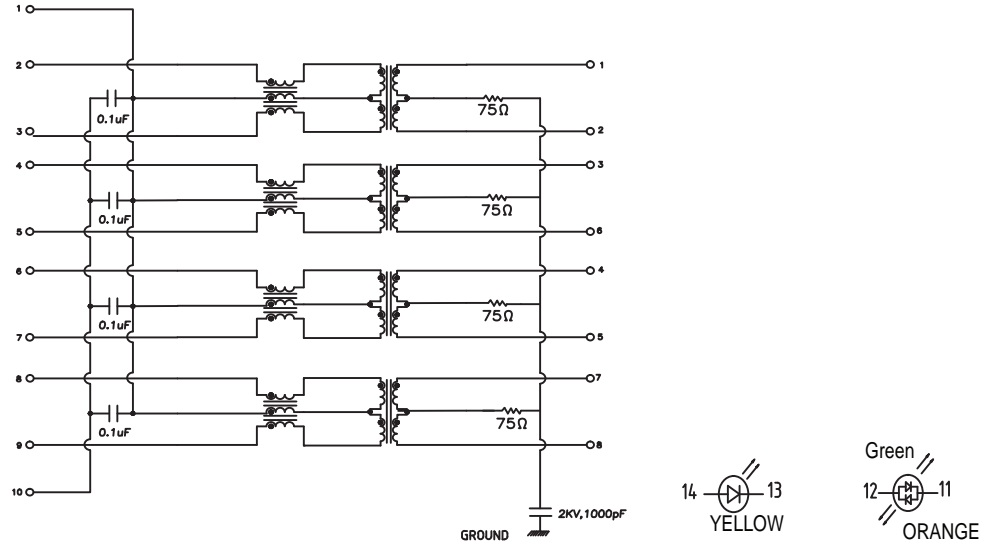 1
2
1
0.1uF
75Ω
3
2
4
3
0.1uF
75Ω
5
6
6
4
0.1uF
75Ω
7
5
8
7
0.1uF
75Ω
9
8
Green
10
14
13
12
11
2KV,1000pF
YELLOW
ORANGE
GROUND